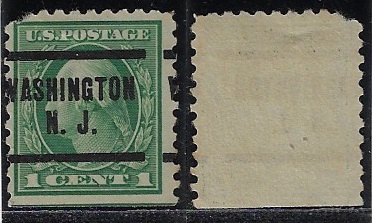 U.S. POSTAGE
WASHINGTON
N. J.
1 CENT 1